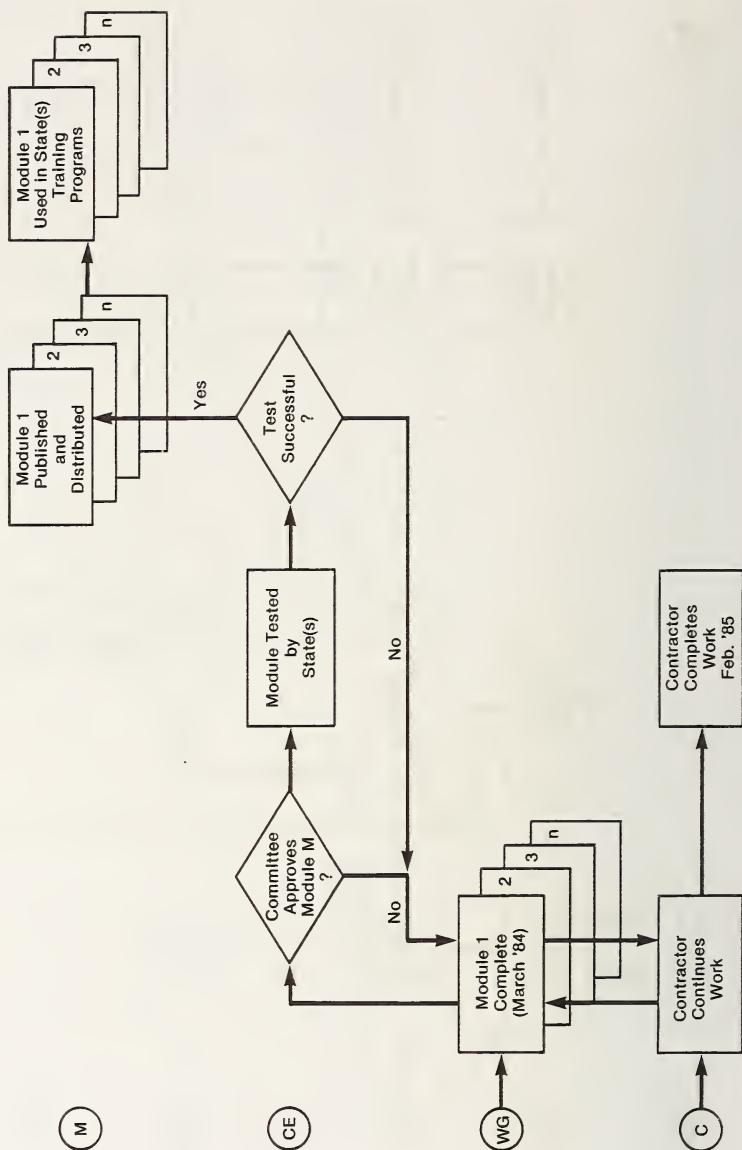 M
Module 1
Published
and
Distributed
2
3
n
Module 1
Used in State(s)
Training
Programs
2
3
n
CE
Committee
Approves
Module M
?
Module Tested
by
State(s)
Test
Successful
?
Yes
No
No
WG
Module 1
Complete
(March '84)
2
3
n
C
Contractor
Continues
Work
Contractor
Completes
Work
Feb. '85